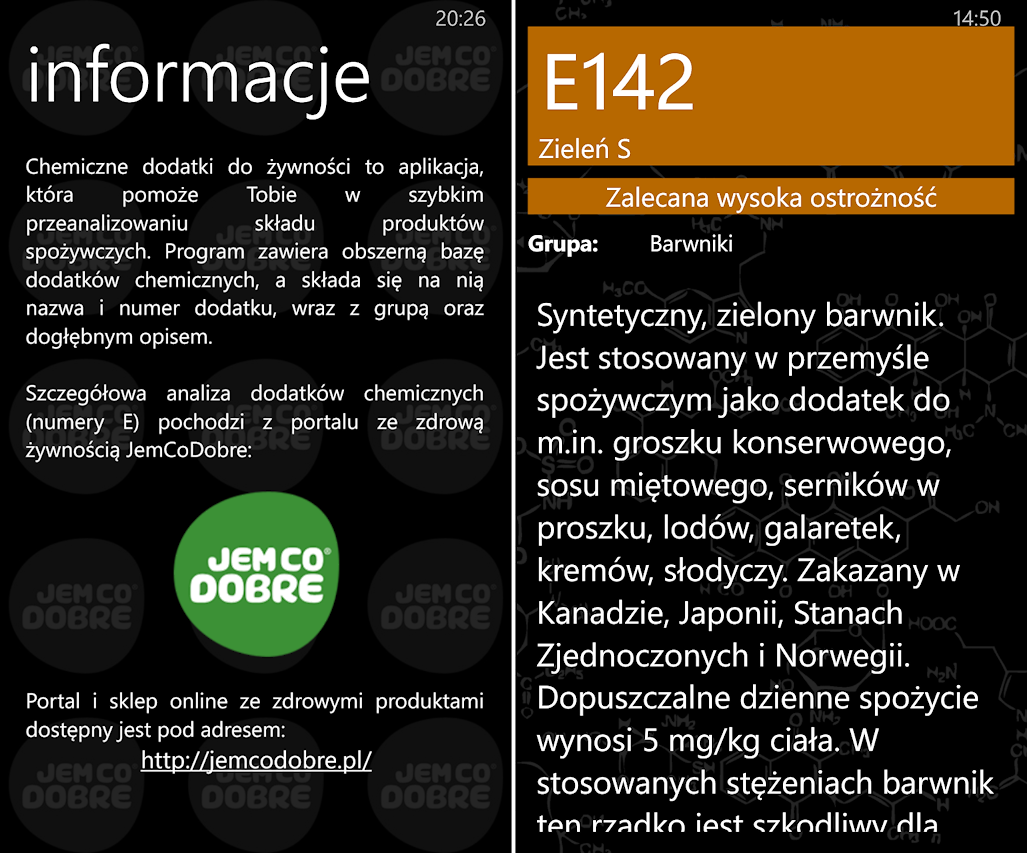 20:26
informacje
Chemiczne dodatki do żywności to aplikacja,
która pomoże Tobie w szybkim
przeanalizowaniu składu produktów
spożywczych. Program zawiera obszerną bazę
dodatków chemicznych, a składa się na nią
nazwa i numer dodatku, wraz z grupą oraz
dogłębnym opisem.
Szczegółowa analiza dodatków chemicznych
(numery E) pochodzi z portalu ze zdrową
żywnością JemCoDobre:
JEM CO®
DOBRE
Portal i sklep online ze zdrowymi produktami
dostępny jest pod adresem:
http://jemcodobre.pl/
14:50
E142
Zieleń S
Zalecana wysoka ostrożność
Grupa: Barwniki
Syntetyczny, zielony barwnik.
Jest stosowany w przemyśle
spożywczym jako dodatek do
m.in. groszku konserwowego,
sosu miętowego, serników w
proszku, lodów, galaretek,
kremów, słodyczy. Zakazany w
Kanadzie, Japonii, Stanach
Zjednoczonych i Norwegii.
Dopuszczalne dzienne spożycie
wynosi 5 mg/kg ciała. W
stosowanych stężeniach barwnik
ten rzadko jest szkodliwy dla